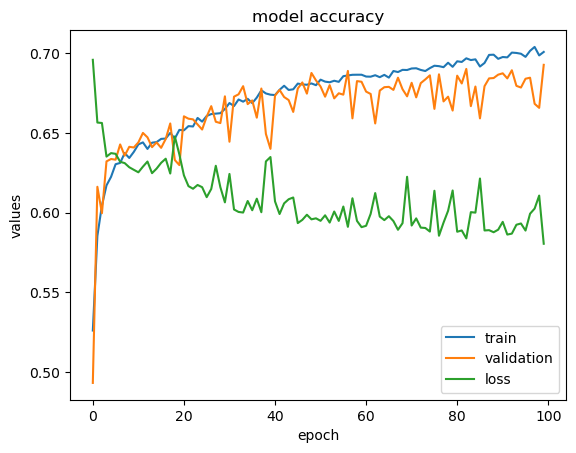 model accuracy
0.70
0.65
0.60
0.55
0.50
values
0 20 40 60 80 100
epoch
train
validation
loss